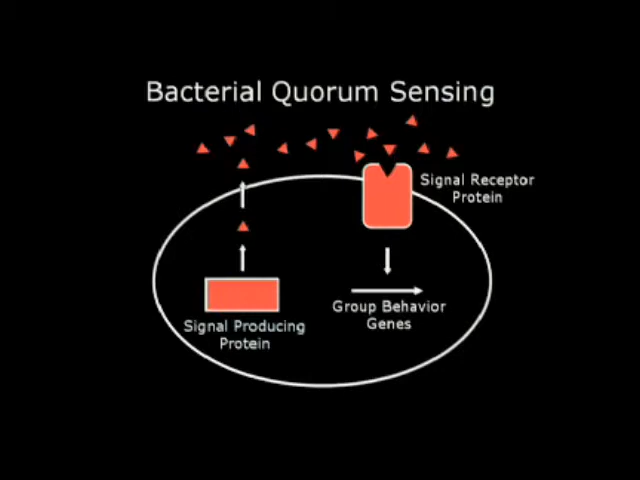 Bacterial Quorum Sensing
Signal Receptor
Protein
Group Behavior
Genes
Signal Producing
Protein